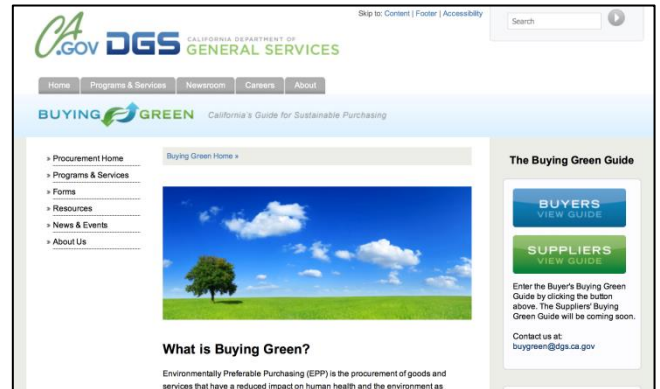 Skip to: Content | Footer | Accessibility
Search
CA.GOV DGS CALIFORNIA DEPARTMENT OF
GENERAL SERVICES
Home Programs & Services Newsroom Careers About
BUYING GREEN California's Guide for Sustainable Purchasing
» Procurement Home
» Programs & Services
» Forms
» Resources
» News & Events
» About Us
Buying Green Home »
What is Buying Green?
Environmentally Preferable Purchasing (EPP) is the procurement of goods and
services that have a reduced impact on human health and the environment as
The Buying Green Guide
BUYERS
VIEW GUIDE
SUPPLIERS
VIEW GUIDE
Enter the Buyer's Buying Green
Guide by clicking the button
above. The Suppliers' Buying
Green Guide will be coming soon.
Contact us at:
buygreen@dgs.ca.gov